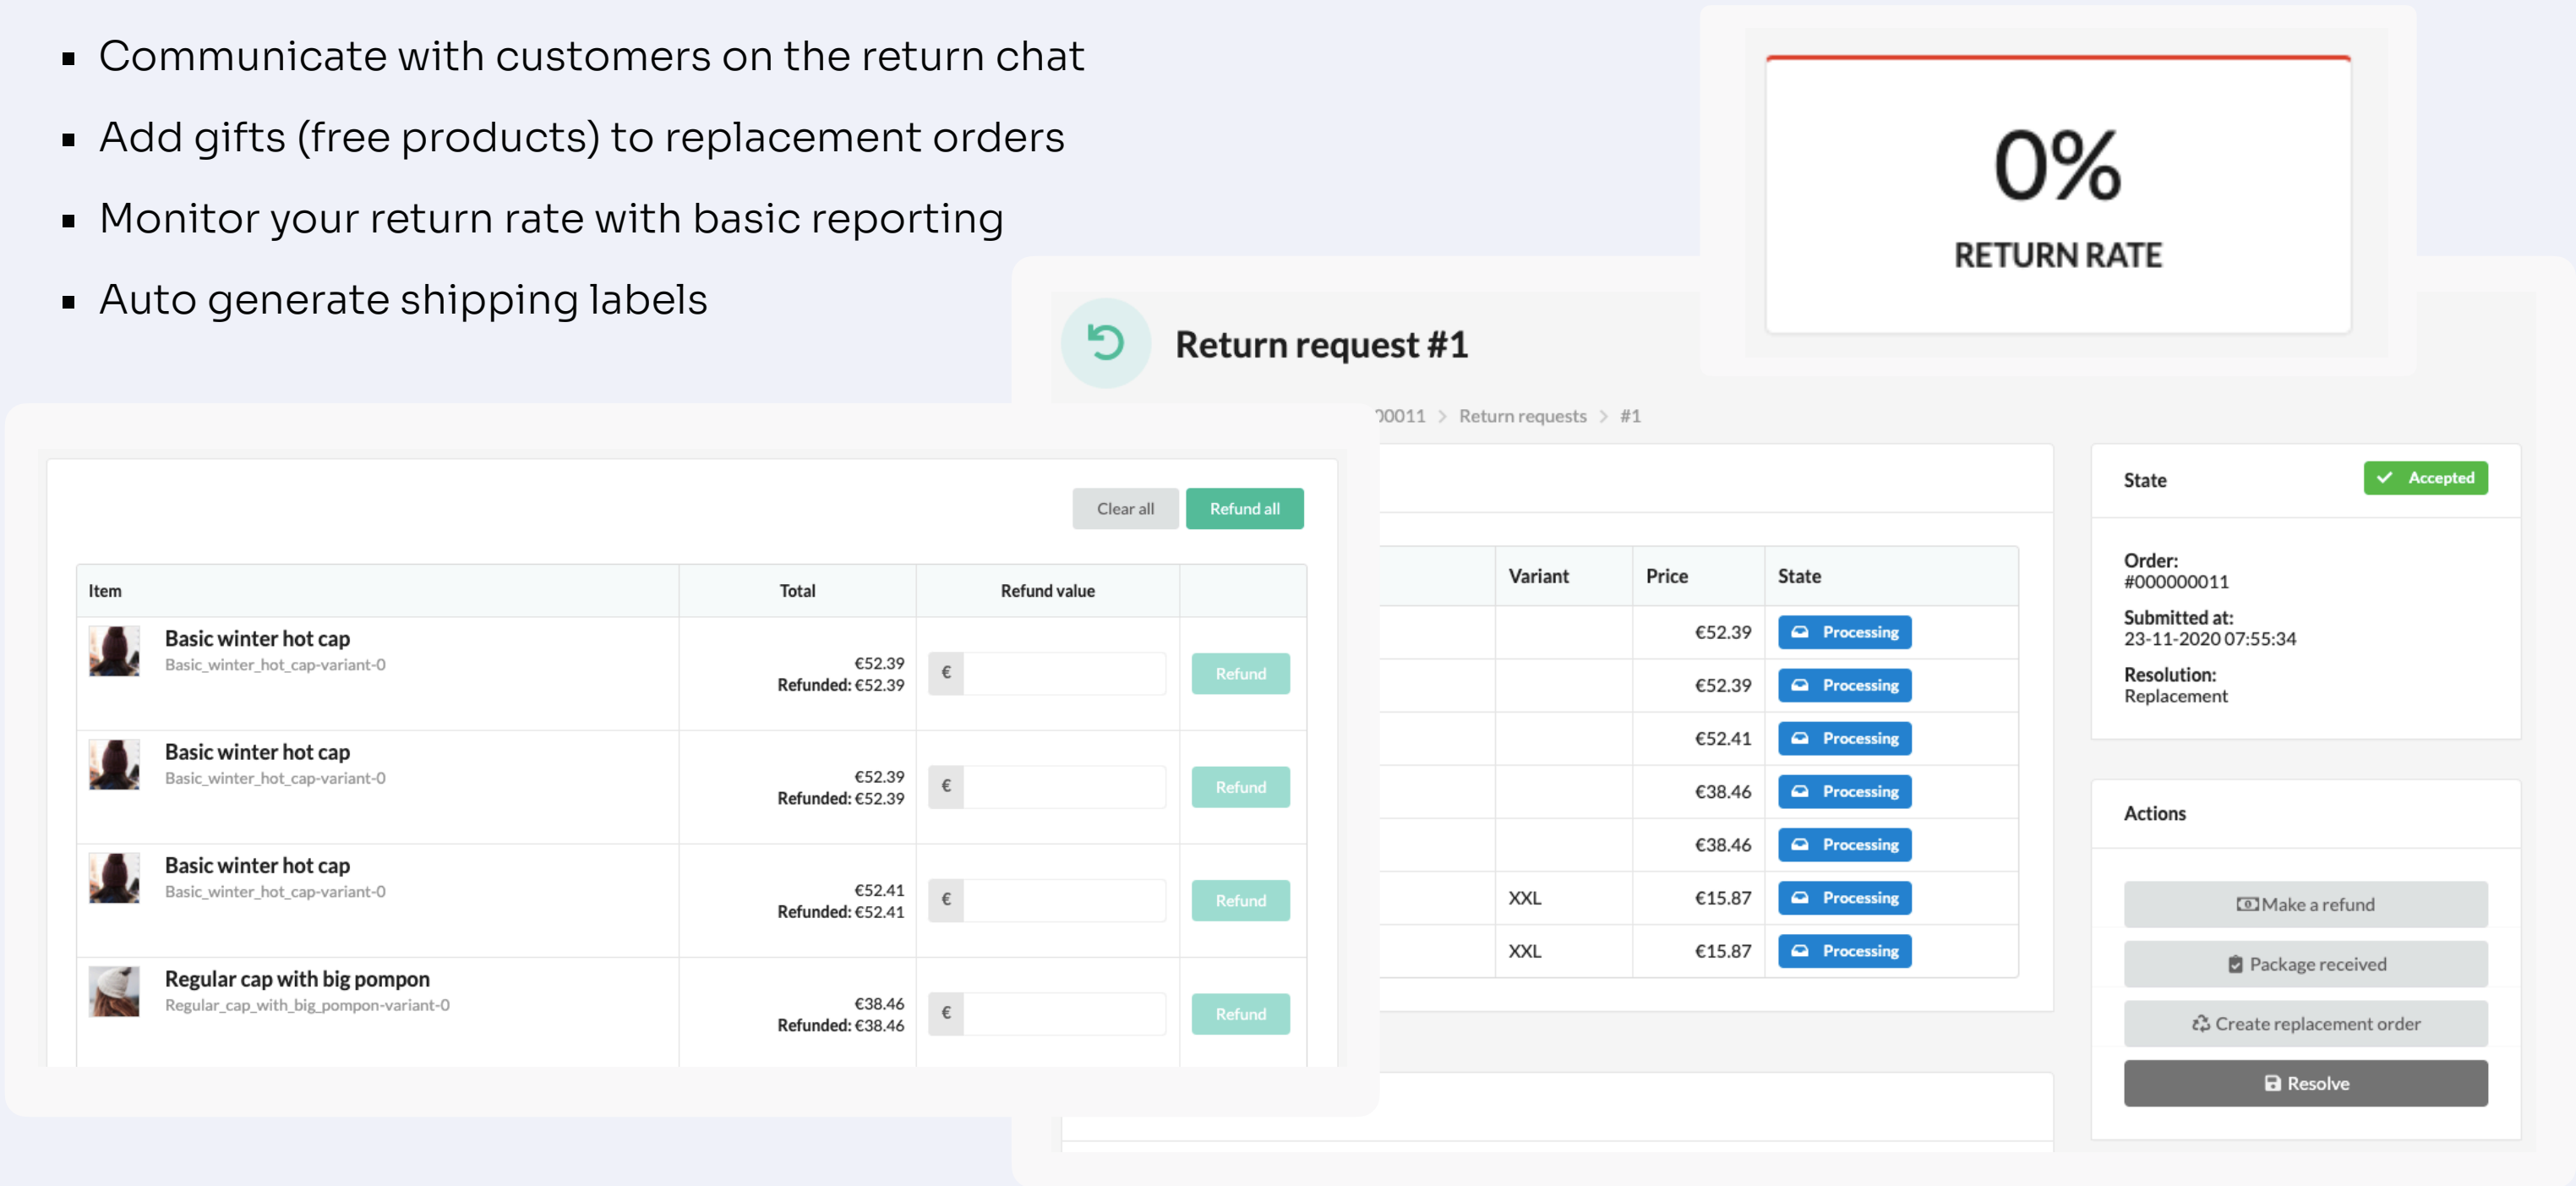 Communicate with customers on the return chat
Add gifts (free products) to replacement orders
Monitor your return rate with basic reporting
Auto generate shipping labels
0%
RETURN RATE
Return request #1
00011 > Return requests > #1
Clear all Refund all
Item Total Refund value
Basic winter hot cap
Basic_winter_hot_cap-variant-0
€52.39
Refunded: €52.39
€
Refund
Basic winter hot cap
Basic_winter_hot_cap-variant-0
€52.39
Refunded: €52.39
€
Refund
Basic winter hot cap
Basic_winter_hot_cap-variant-0
€52.41
Refunded: €52.41
€
Refund
Regular cap with big pompon
Regular_cap_with_big_pompon-variant-0
€38.46
Refunded: €38.46
€
Refund
Variant Price State
€52.39 Processing
€52.39 Processing
€52.41 Processing
€38.46 Processing
€38.46 Processing
XXL €15.87 Processing
XXL €15.87 Processing
State Accepted
Order:
#000000011
Submitted at:
23-11-2020 07:55:34
Resolution:
Replacement
Actions
Make a refund
Package received
Create replacement order
Resolve